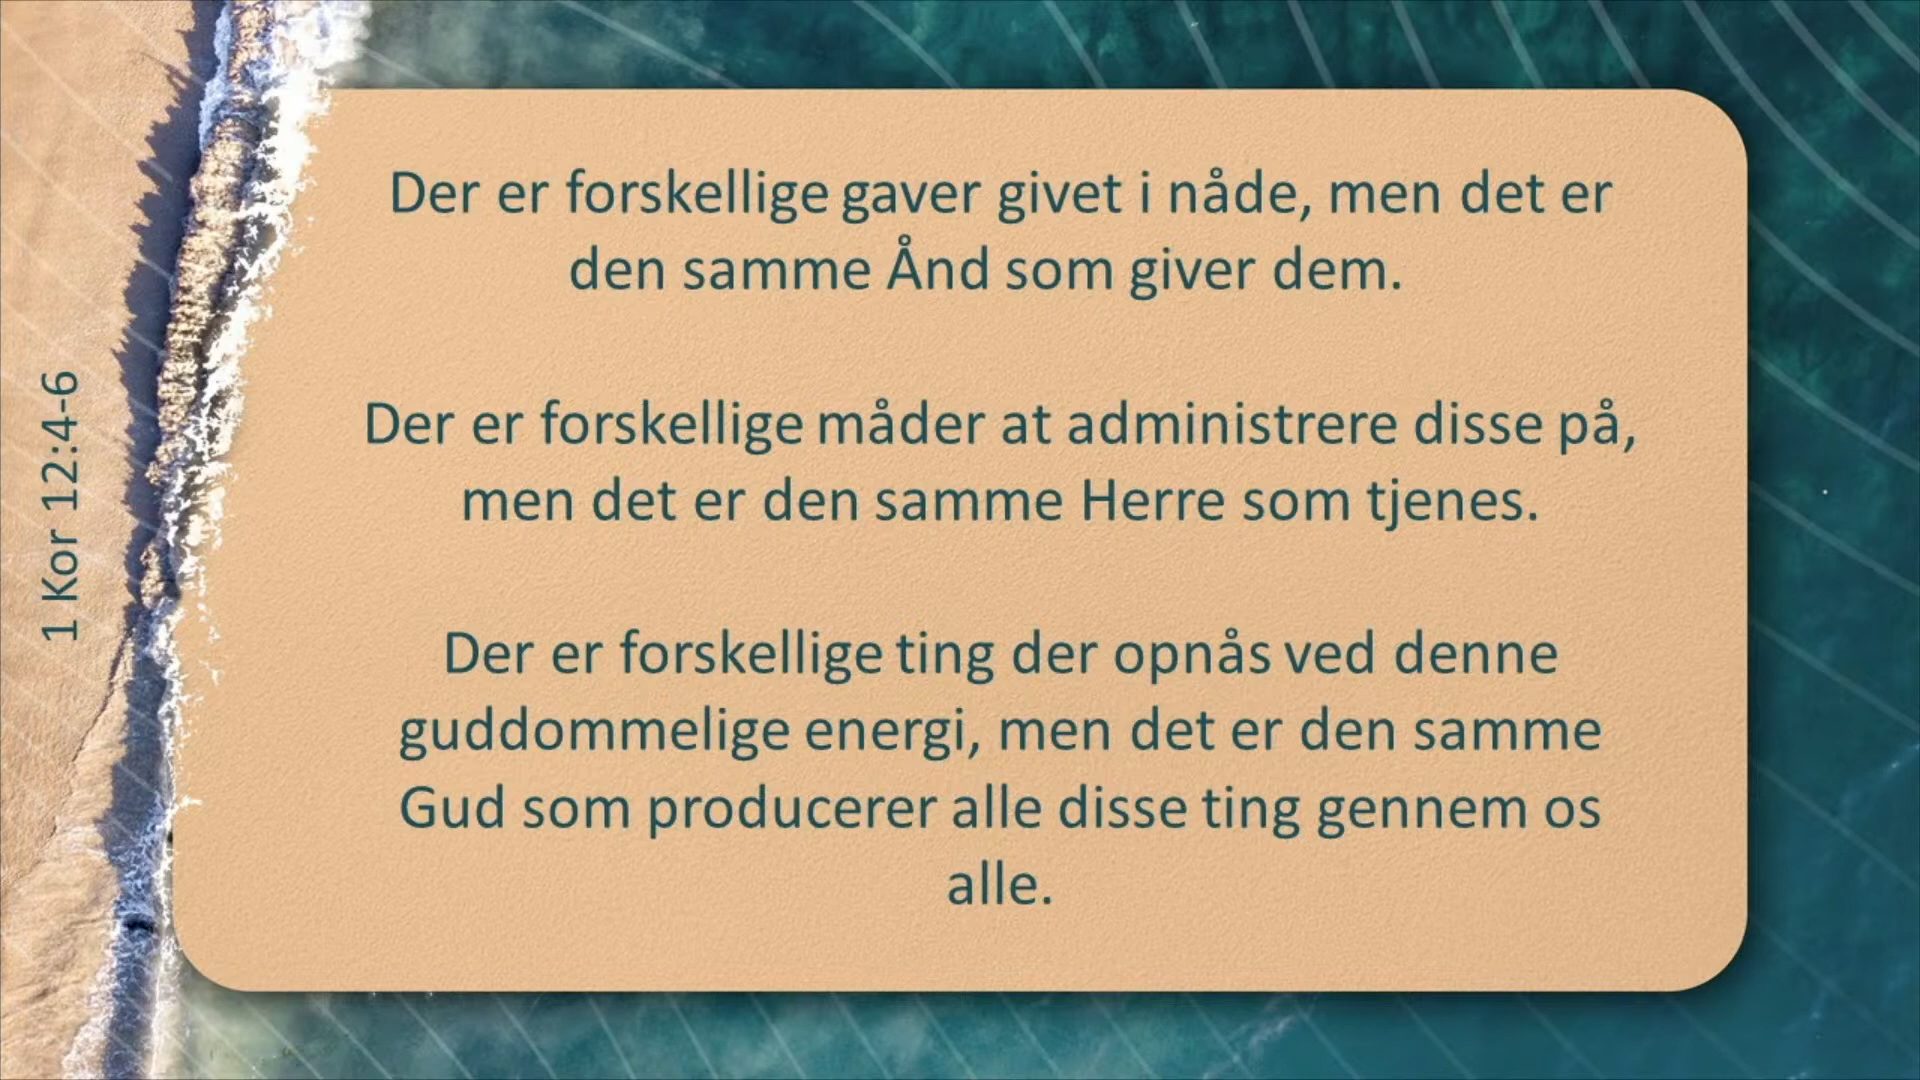 1 Kor 12:4-6
Der er forskellige gaver givet i nåde, men det er
den samme Ånd som giver dem.
Der er forskellige måder at administrere disse på,
men det er den samme Herre som tjenes.
Der er forskellige ting der opnås ved denne
guddommelige energi, men det er den samme
Gud som producerer alle disse ting gennem os
alle.